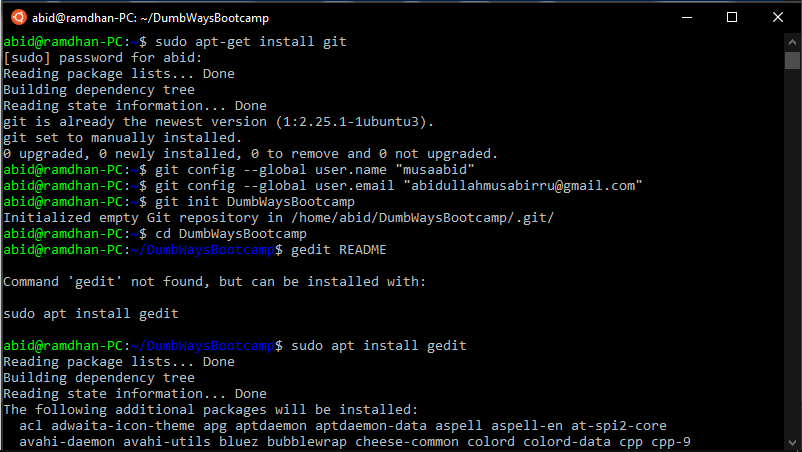 abid@ramdhan-PC: ~/DumbWaysBootcamp
abid@ramdhan-PC:~$ sudo apt-get install git
[sudo] password for abid:
Reading package lists... Done
Building dependency tree
Reading state information... Done
git is already the newest version (1:2.25.1-1ubuntu3).
git set to manually installed.
0 upgraded, 0 newly installed, 0 to remove and 0 not upgraded.
abid@ramdhan-PC:~$ git config --global user.name "musaabid"
abid@ramdhan-PC:~$ git config --global user.email "abidullahmusabirru@gmail.com"
abid@ramdhan-PC:~$ git init DumbWaysBootcamp
Initialized empty Git repository in /home/abid/DumbWaysBootcamp/.git/
abid@ramdhan-PC:~$ cd DumbWaysBootcamp
abid@ramdhan-PC:~/DumbWaysBootcamp$ gedit README
Command 'gedit' not found, but can be installed with:
sudo apt install gedit
abid@ramdhan-PC:~/DumbWaysBootcamp$ sudo apt install gedit
Reading package lists... Done
Building dependency tree
Reading state information... Done
The following additional packages will be installed:
acl adwaita-icon-theme apg aptdaemon aptdaemon-data aspell aspell-en at-spi2-core
avahi-daemon avahi-utils bluez bubblewrap cheese-common colord colord-data cpp cpp-9